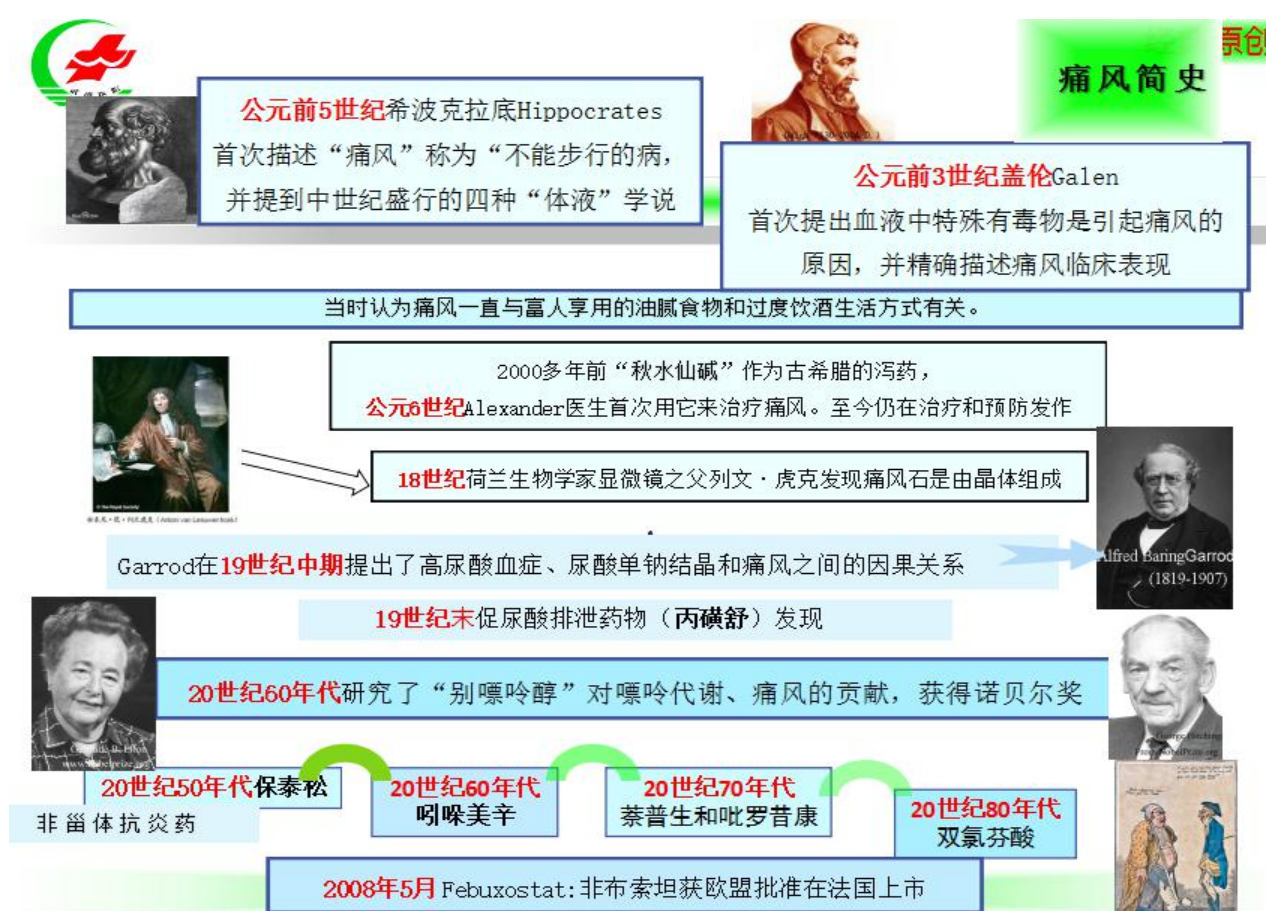 痛风简史
原创
公元前5世纪希波克拉底Hippocrates
首次描述“痛风”称为“不能步行的病，
并提到中世纪盛行的四种“体液”学说
公元前3世纪盖伦Galen
首次提出血液中特殊有毒物是引起痛风的
原因，并精确描述痛风临床表现
当时认为痛风一直与富人享用的油腻食物和过度饮酒生活方式有关。
2000多年前“秋水仙碱”作为古希腊的泻药，
公元6世纪Alexander医生首次用它来治疗痛风。至今仍在治疗和预防发作
© The Royal Society
18世纪荷兰生物学家显微镜之父列文·虎克发现痛风石是由晶体组成
Garrod在19世纪中期提出了高尿酸血症、尿酸单钠结晶和痛风之间的因果关系
Alfred BaringGarrod
(1819-1907)
19世纪末促尿酸排泄药物（丙磺舒）发现
20世纪60年代研究了“别嘌呤醇”对嘌呤代谢、痛风的贡献，获得诺贝尔奖
Gertrude B. Elion
www.nobelprize.org
George Hitching
From NobelPrize.org
20世纪50年代保泰松
非甾体抗炎药
20世纪60年代
吲哚美辛
20世纪70年代
萘普生和吡罗昔康
20世纪80年代
双氯芬酸
2008年5月 Febuxostat:非布索坦获欧盟批准在法国上市